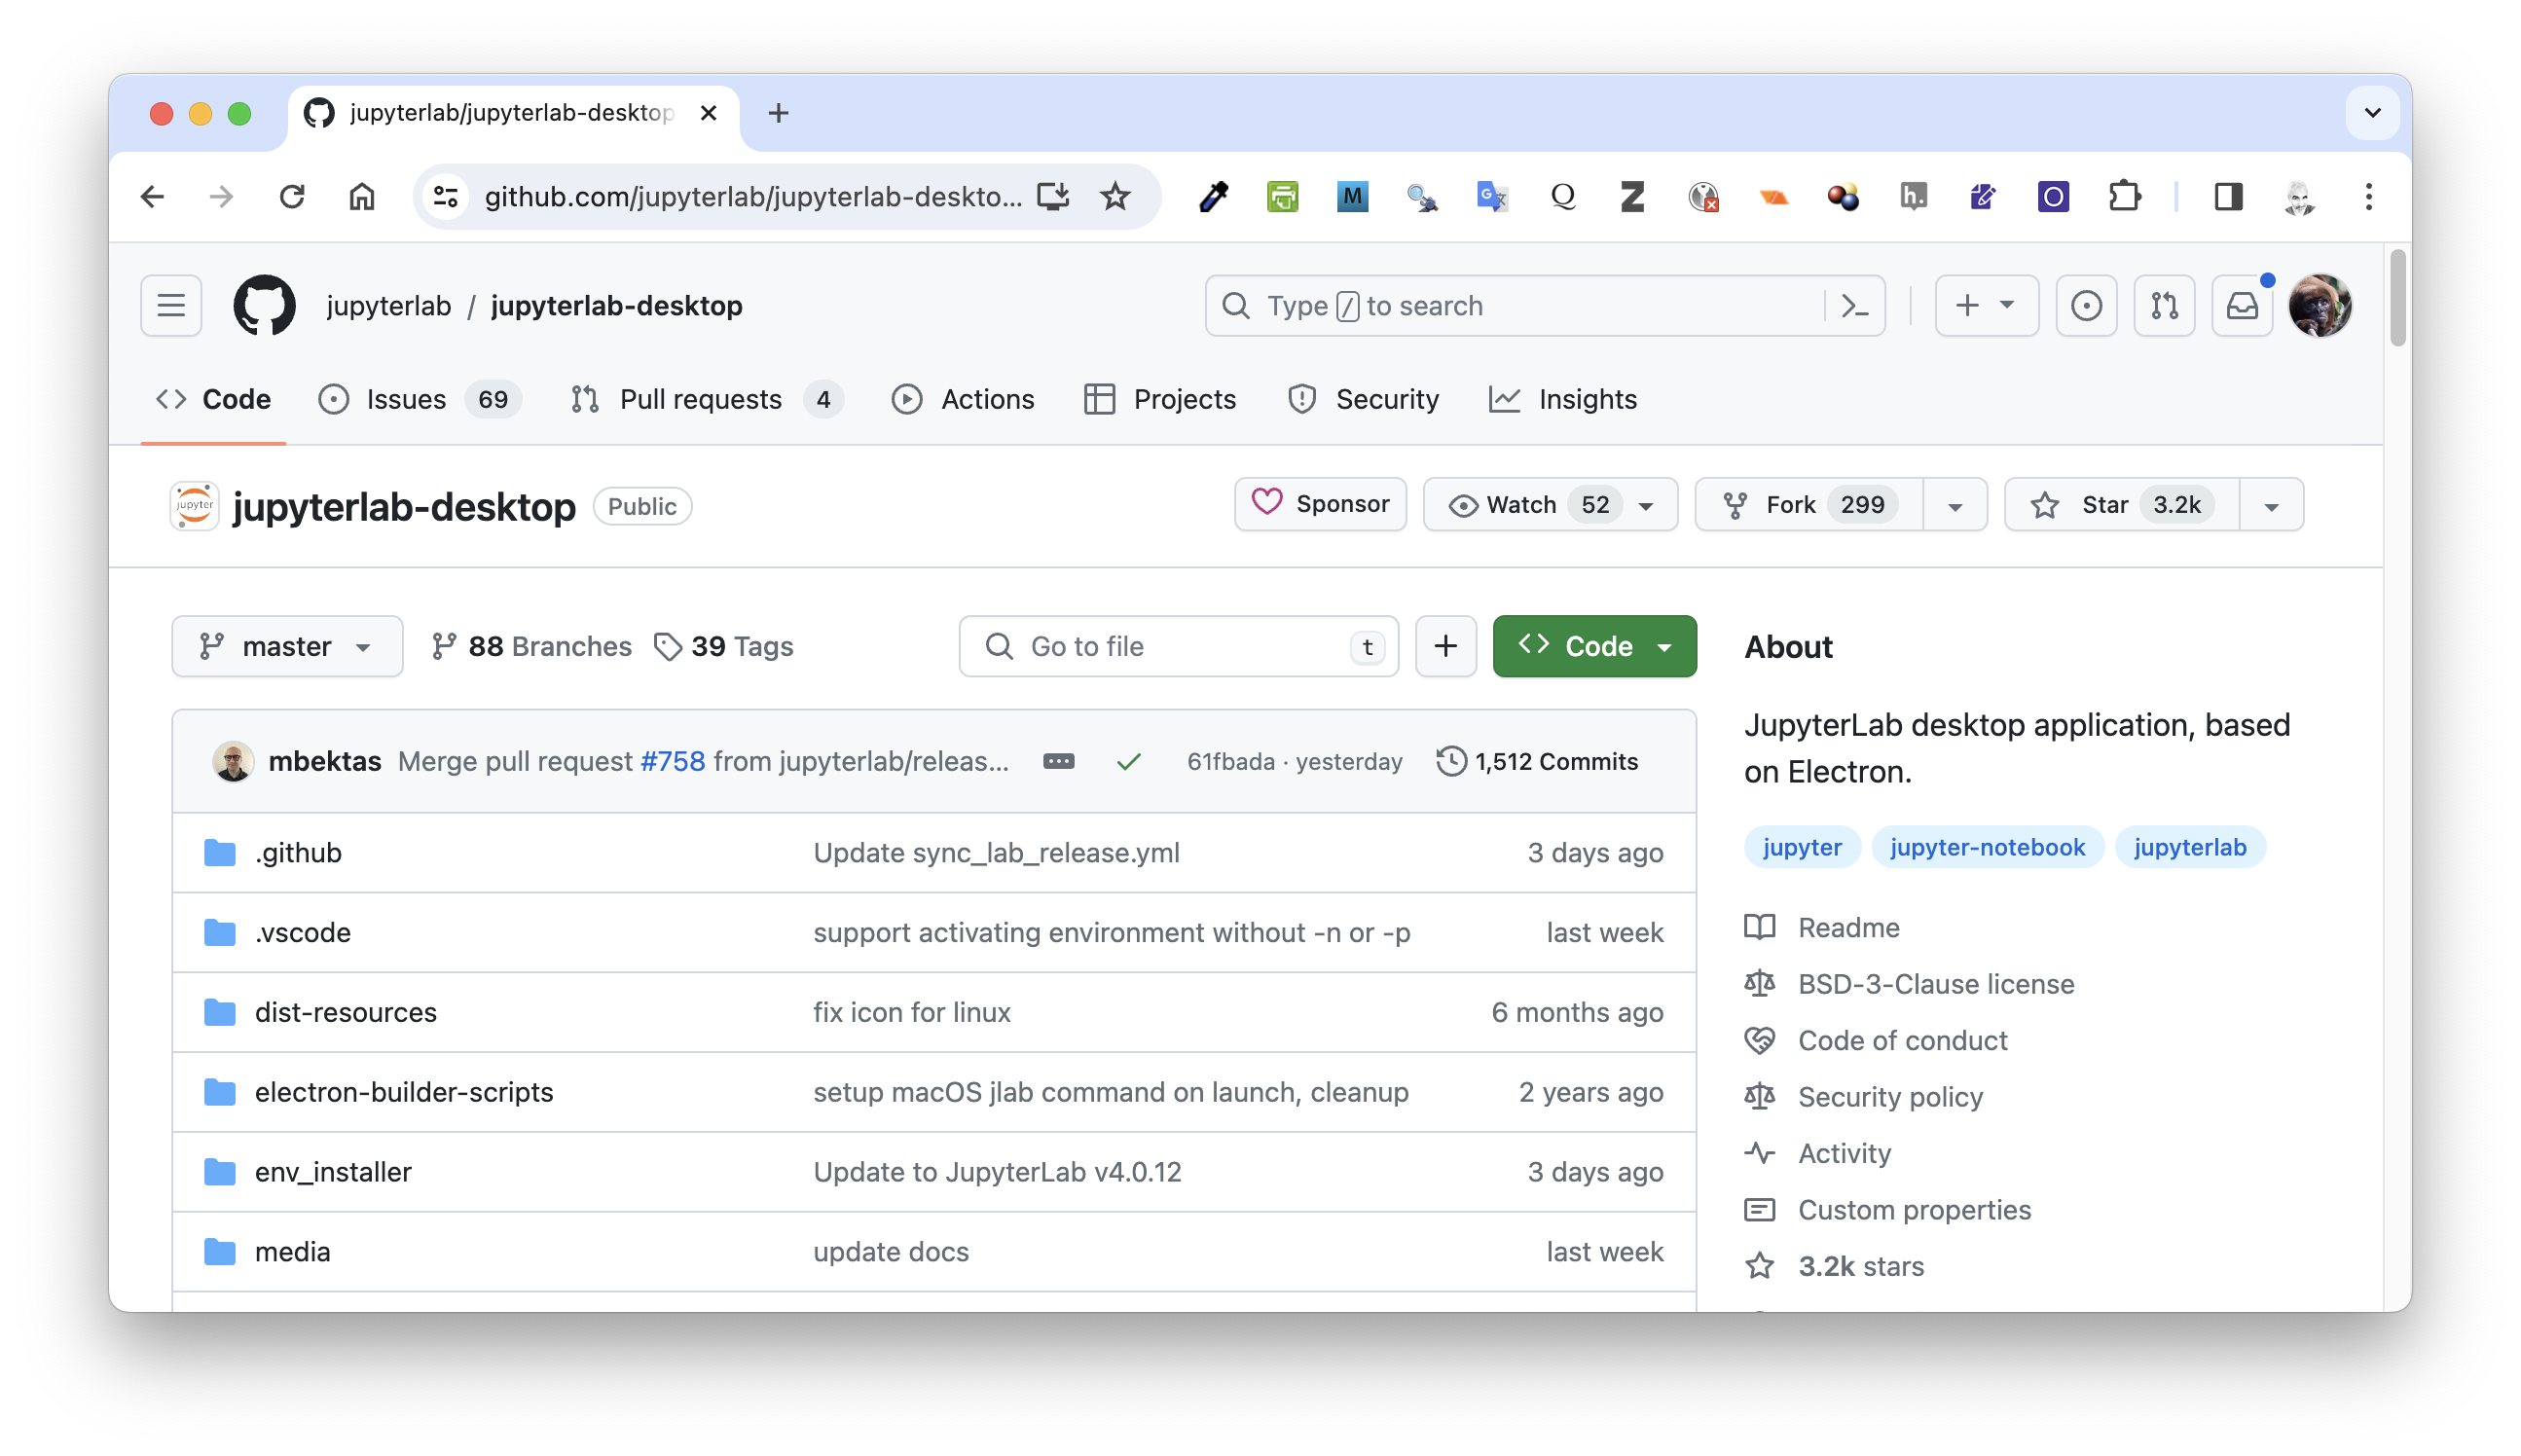 jupyterlab/jupyterlab-desktop
github.com/jupyterlab/jupyterlab-deskto...
M
Q
Z
h.
O
jupyterlab / jupyterlab-desktop
Type / to search
Code
Issues 69
Pull requests 4
Actions
Projects
Security
Insights
jupyter
jupyterlab-desktop Public
Sponsor
Watch 52
Fork 299
Star 3.2k
master
88 Branches
39 Tags
Go to file t
Code
mbektas Merge pull request #758 from jupyterlab/releas... 61fbada · yesterday 1,512 Commits
.github Update sync_lab_release.yml 3 days ago
.vscode support activating environment without -n or -p last week
dist-resources fix icon for linux 6 months ago
electron-builder-scripts setup macOS jlab command on launch, cleanup 2 years ago
env_installer Update to JupyterLab v4.0.12 3 days ago
media update docs last week
About
JupyterLab desktop application, based
on Electron.
jupyter jupyter-notebook jupyterlab
Readme
BSD-3-Clause license
Code of conduct
Security policy
Activity
Custom properties
3.2k stars